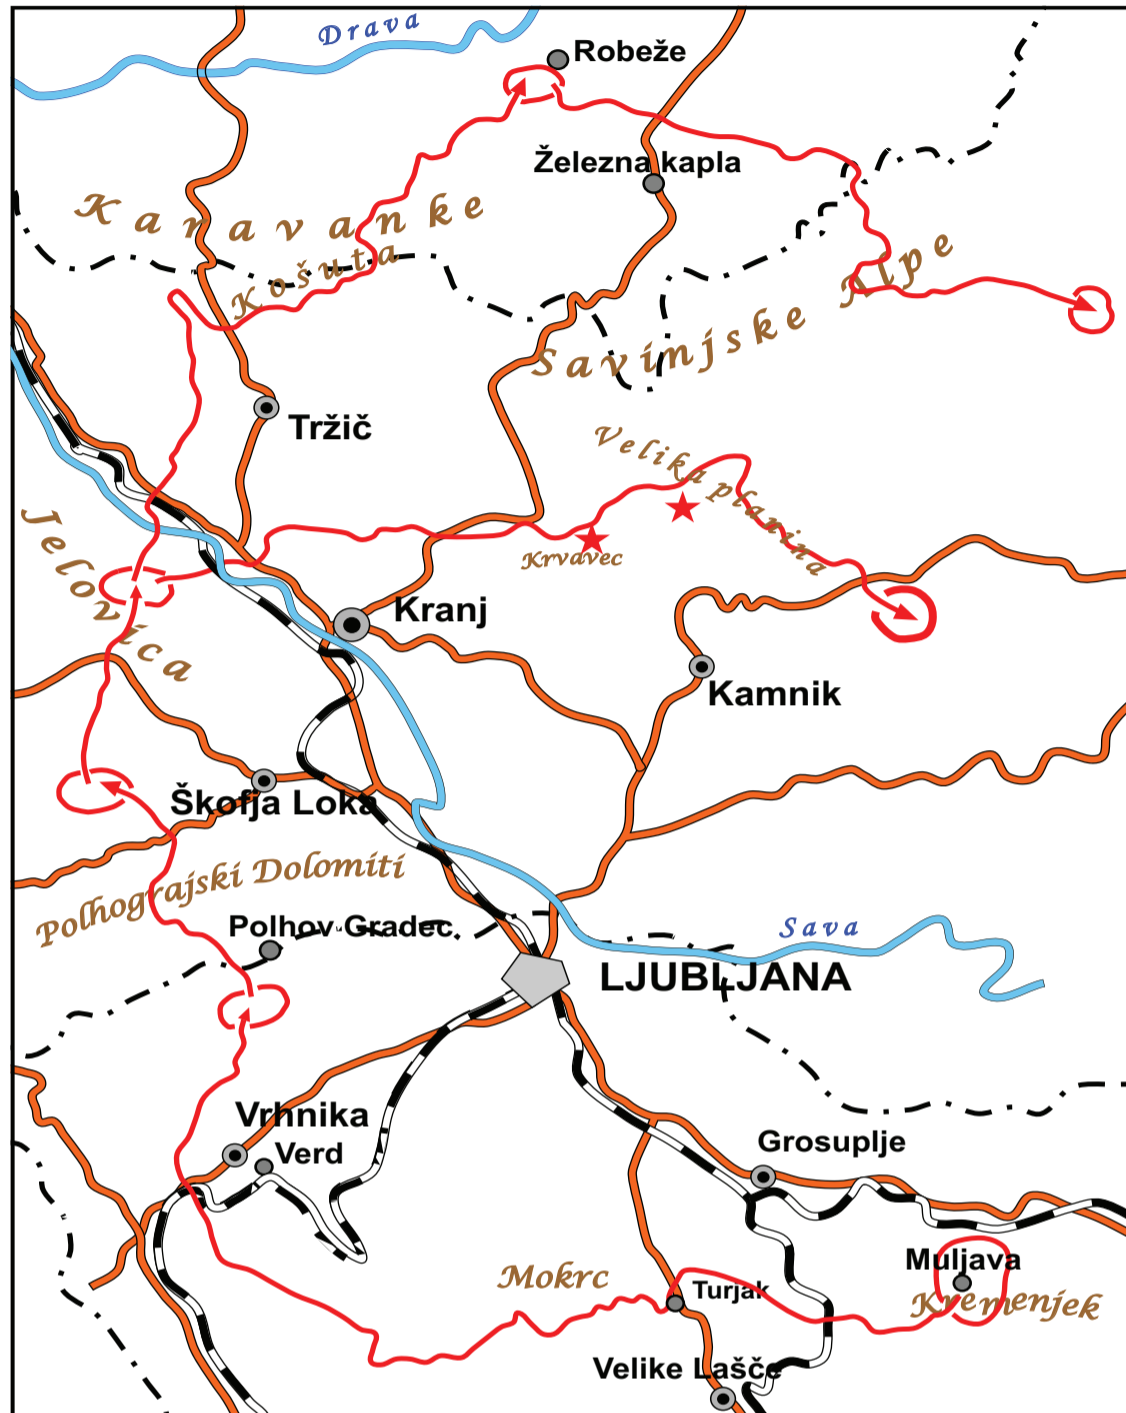 Drava
Robeže
Železna kapla
Karavanke
Košuta
Savinjske Alpe
Tržič
Velika planina
Jelovica
Krvavec
Kranj
Kamnik
Škofja Loka
Polhograjski Dolomiti
Polhov Gradec
Sava
LJUBLJANA
Vrhnika
Verd
Grosuplje
Muljava
Mokrc
Turjak
Kremenjek
Velike Lašče